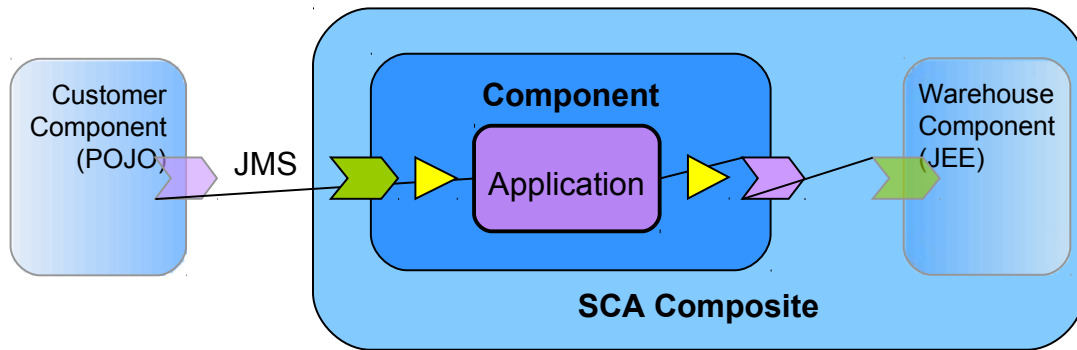 Customer
Component
(POJO)
JMS
Component
Application
Warehouse
Component
(JEE)
SCA Composite